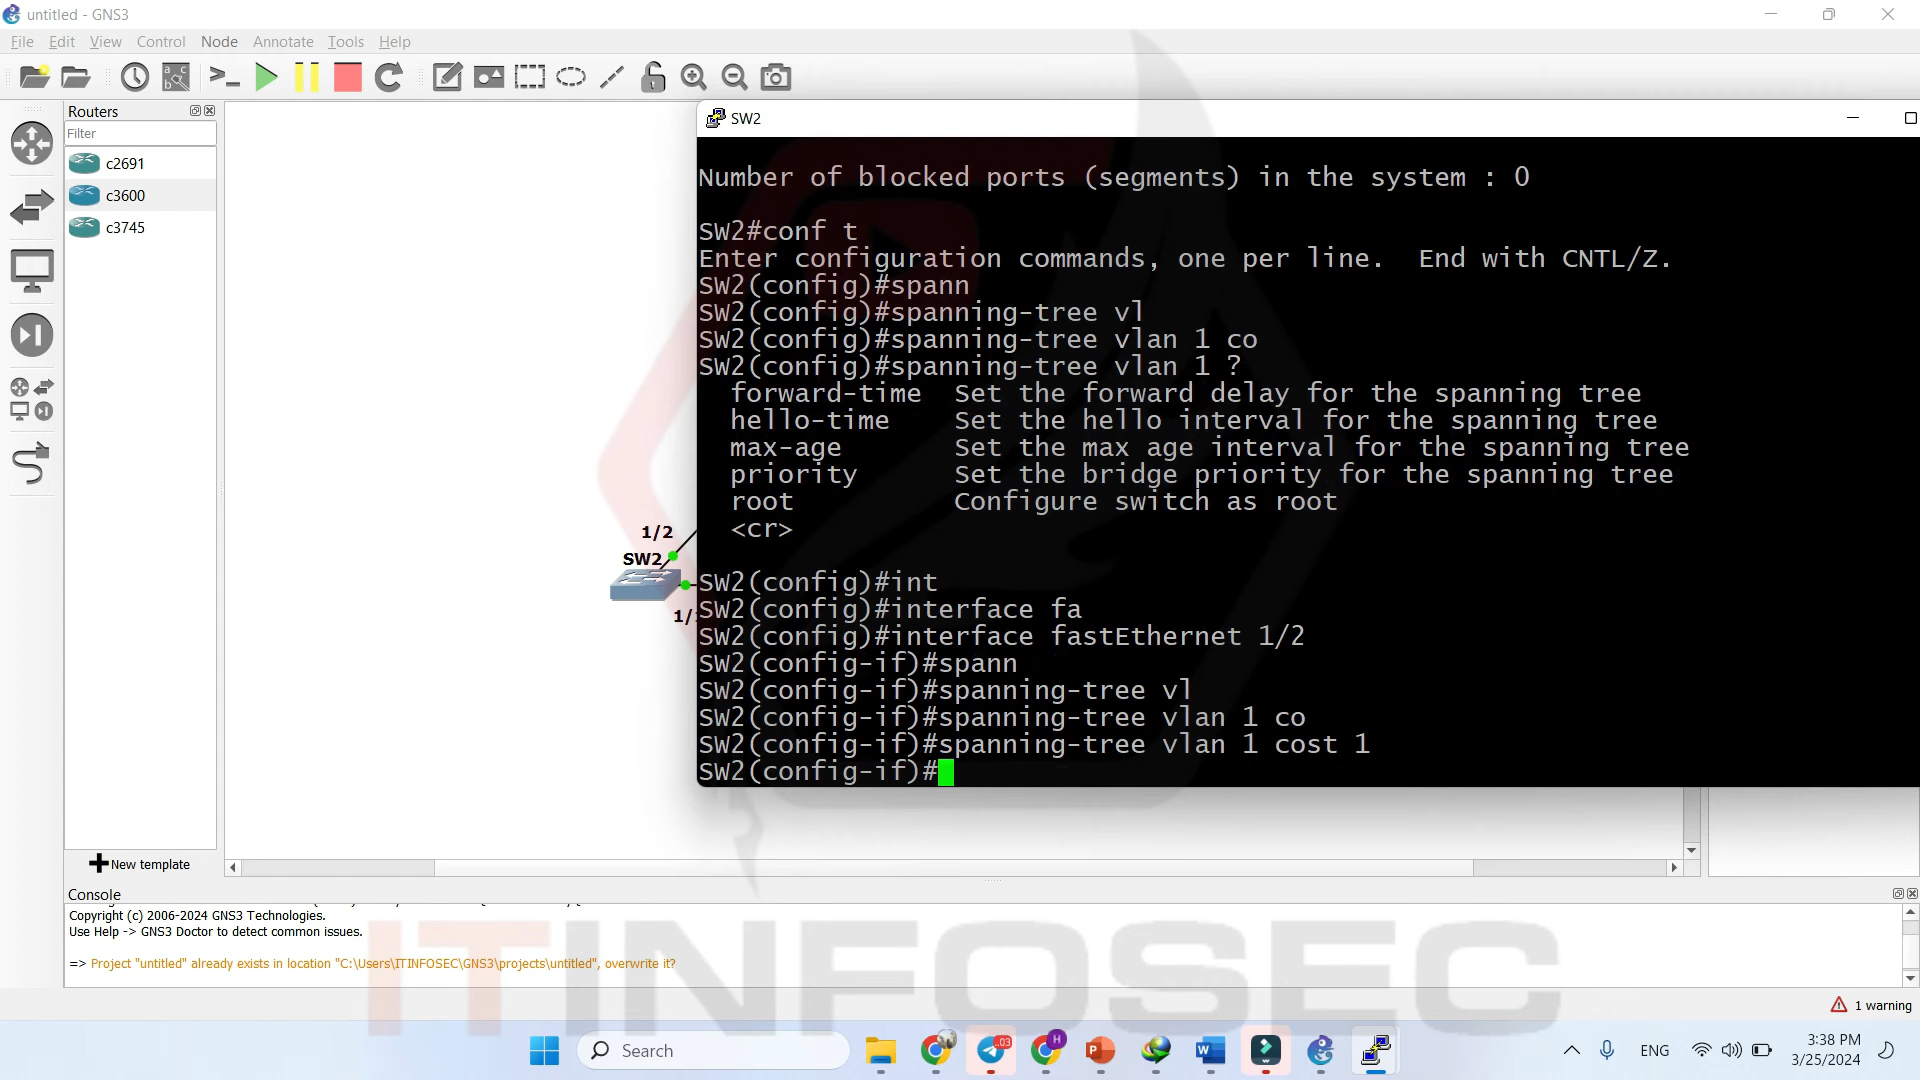 untitled - GNS3
File Edit View Control Node Annotate Tools Help
Routers
Filter
c2691
c3600
c3745
New template
1/2
SW2
1/
SW2
Number of blocked ports (segments) in the system : 0
SW2#conf t
Enter configuration commands, one per line.  End with CNTL/Z.
SW2(config)#spann
SW2(config)#spanning-tree vl
SW2(config)#spanning-tree vlan 1 co
SW2(config)#spanning-tree vlan 1 ?
forward-time  Set the forward delay for the spanning tree
hello-time    Set the hello interval for the spanning tree
max-age       Set the max age interval for the spanning tree
priority      Set the bridge priority for the spanning tree
root          Configure switch as root
<cr>
SW2(config)#int
SW2(config)#interface fa
SW2(config)#interface fastEthernet 1/2
SW2(config-if)#spann
SW2(config-if)#spanning-tree vl
SW2(config-if)#spanning-tree vlan 1 co
SW2(config-if)#spanning-tree vlan 1 cost 1
SW2(config-if)#
Console
Copyright (c) 2006-2024 GNS3 Technologies.
Use Help -> GNS3 Doctor to detect common issues.
=> Project "untitled" already exists in location "C:\Users\ITINFOSEC\GNS3\projects\untitled", overwrite it?
ITINFOSEC
1 warning
Search
ENG
3:38 PM
3/25/2024